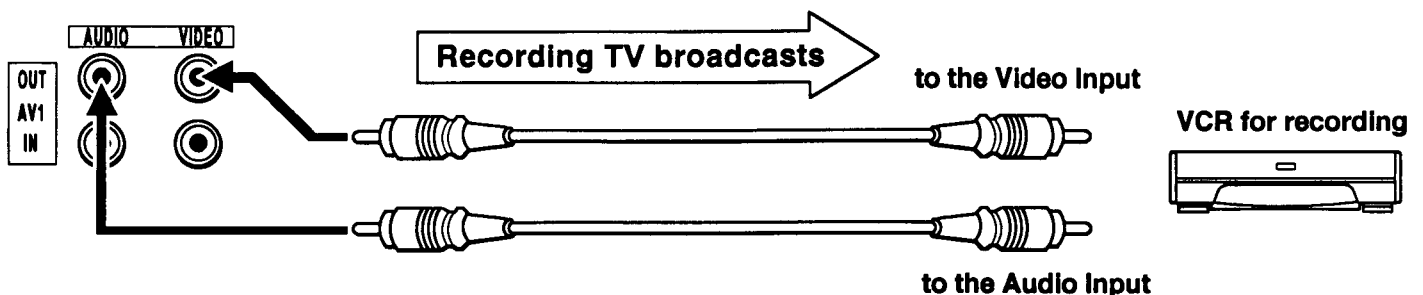 AUDIO VIDEO
OUT
AV1
IN
Recording TV broadcasts
to the Video Input
VCR for recording
to the Audio Input